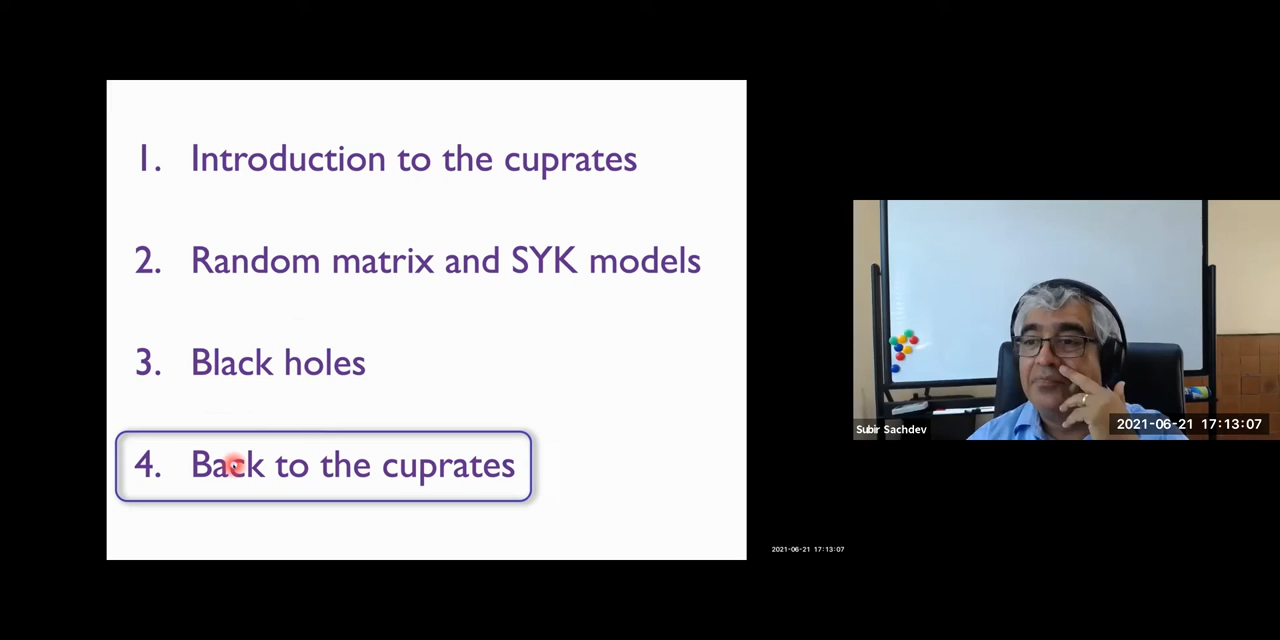 1. Introduction to the cuprates
2. Random matrix and SYK models
3. Black holes
4. Back to the cuprates
Subir Sachdev
2021-06-21 17:13:07
2021-06-21 17:13:07